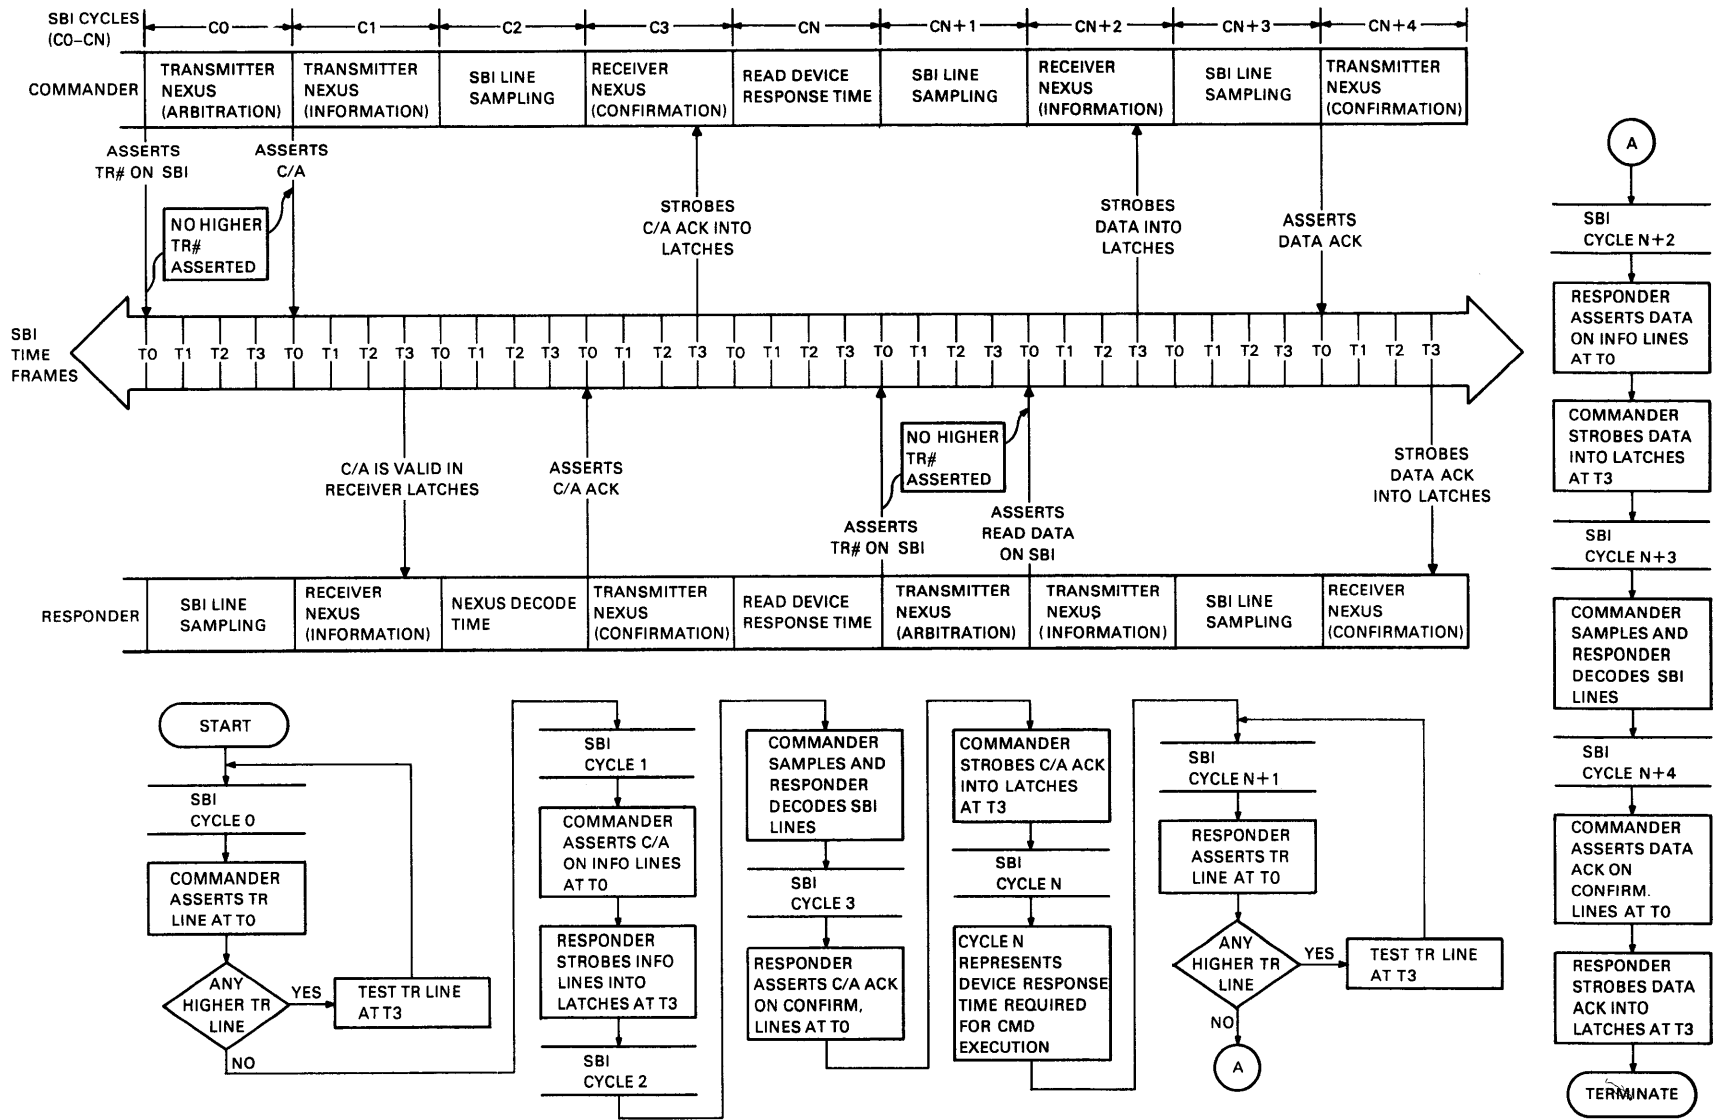 SBI CYCLES
(C0-CN)
C0
C1
C2
C3
CN
CN+1
CN+2
CN+3
CN+4
COMMANDER
TRANSMITTER
NEXUS
(ARBITRATION)
TRANSMITTER
NEXUS
(INFORMATION)
SBI LINE
SAMPLING
RECEIVER
NEXUS
(CONFIRMATION)
READ DEVICE
RESPONSE TIME
SBI LINE
SAMPLING
RECEIVER
NEXUS
(INFORMATION)
SBI LINE
SAMPLING
TRANSMITTER
NEXUS
(CONFIRMATION)
ASSERTS
TR# ON SBI
ASSERTS
C/A
NO HIGHER
TR#
ASSERTED
STROBES
C/A ACK INTO
LATCHES
STROBES
DATA INTO
LATCHES
ASSERTS
DATA ACK
SBI
TIME
FRAMES
T0 T1 T2 T3 T0 T1 T2 T3 T0 T1 T2 T3 T0 T1 T2 T3 T0 T1 T2 T3 T0 T1 T2 T3 T0 T1 T2 T3 T0 T1 T2 T3 T0 T1 T2 T3
C/A IS VALID IN
RECEIVER LATCHES
ASSERTS
C/A ACK
NO HIGHER
TR#
ASSERTED
ASSERTS
TR# ON SBI
ASSERTS
READ DATA
ON SBI
STROBES
DATA ACK
INTO LATCHES
RESPONDER
SBI LINE
SAMPLING
RECEIVER
NEXUS
(INFORMATION)
NEXUS DECODE
TIME
TRANSMITTER
NEXUS
(CONFIRMATION)
READ DEVICE
RESPONSE TIME
TRANSMITTER
NEXUS
(ARBITRATION)
TRANSMITTER
NEXUS
(INFORMATION)
SBI LINE
SAMPLING
RECEIVER
NEXUS
(CONFIRMATION)
START
SBI
CYCLE 0
COMMANDER
ASSERTS TR
LINE AT T0
ANY
HIGHER TR
LINE
YES
TEST TR LINE
AT T3
NO
SBI
CYCLE 1
COMMANDER
ASSERTS C/A
ON INFO LINES
AT T0
RESPONDER
STROBES INFO
LINES INTO
LATCHES AT T3
SBI
CYCLE 2
COMMANDER
SAMPLES AND
RESPONDER
DECODES SBI
LINES
SBI
CYCLE 3
RESPONDER
ASSERTS C/A ACK
ON CONFIRM,
LINES AT T0
COMMANDER
STROBES C/A ACK
INTO LATCHES
AT T3
SBI
CYCLE N
CYCLE N
REPRESENTS
DEVICE RESPONSE
TIME REQUIRED
FOR CMD
EXECUTION
SBI
CYCLE N+1
RESPONDER
ASSERTS TR
LINE AT T0
ANY
HIGHER TR
LINE
YES
TEST TR LINE
AT T3
NO
A
A
SBI
CYCLE N+2
RESPONDER
ASSERTS DATA
ON INFO LINES
AT T0
COMMANDER
STROBES DATA
INTO LATCHES
AT T3
SBI
CYCLE N+3
COMMANDER
SAMPLES AND
RESPONDER
DECODES SBI
LINES
SBI
CYCLE N+4
COMMANDER
ASSERTS DATA
ACK ON
CONFIRM.
LINES AT T0
RESPONDER
STROBES DATA
ACK INTO
LATCHES AT T3
TERMINATE